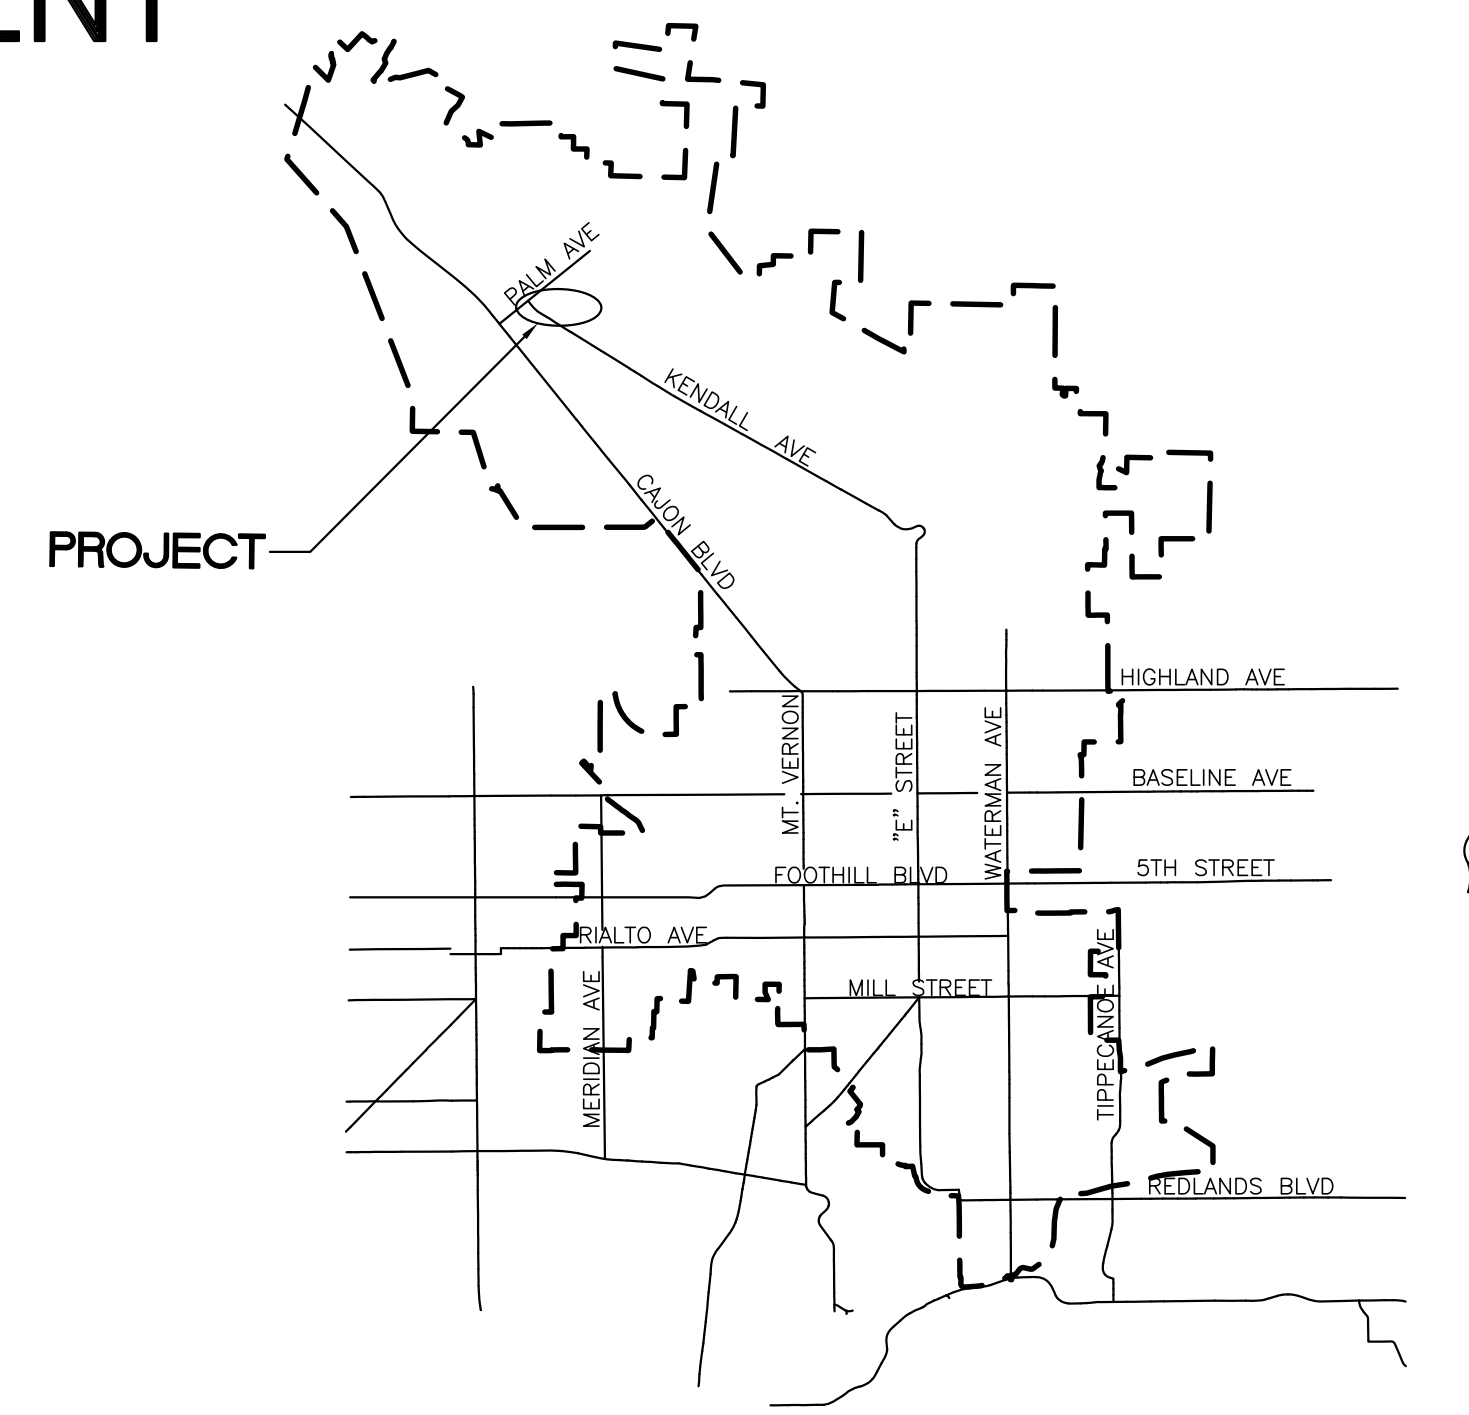 PALM AVE
KENDALL AVE
CAJON BLVD
PROJECT
HIGHLAND AVE
MT. VERNON
"E" STREET
WATERMAN AVE
BASELINE AVE
FOOTHILL BLVD
5TH STREET
RIALTO AVE
MERIDIAN AVE
MILL STREET
TIPPECANOE AVE
REDLANDS BLVD